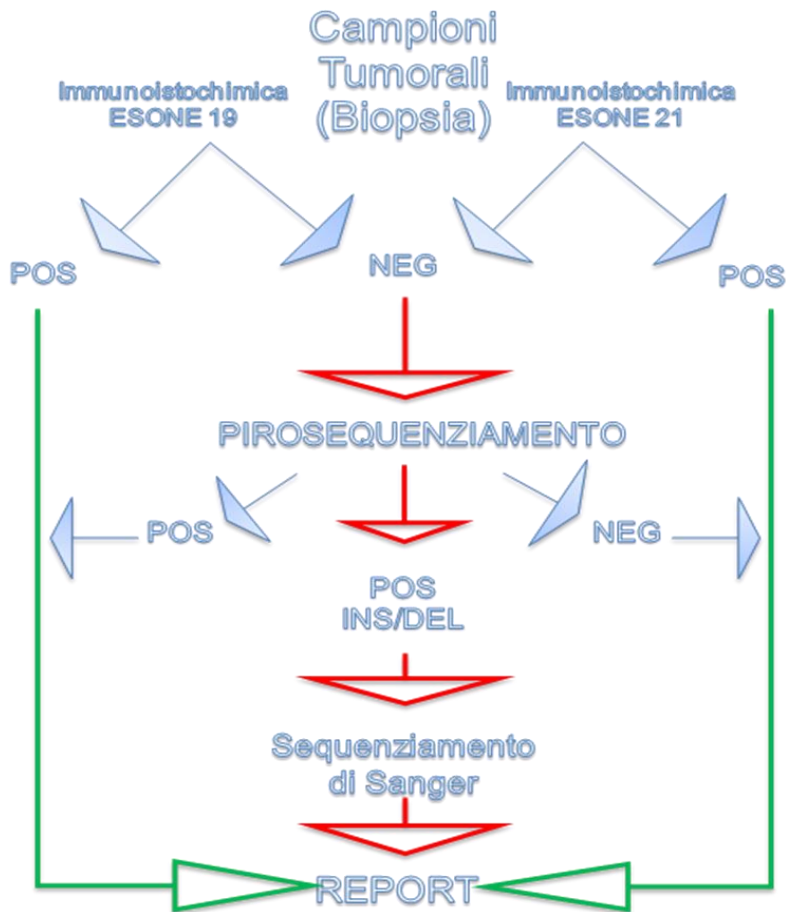 Campioni
Tumorali
(Biopsia)
Immunoistochimica
ESONE 19
Immunoistochimica
ESONE 21
POS
NEG
POS
PIROSEQUENZIAMENTO
POS
NEG
POS
INS/DEL
Sequenziamento
di Sanger
REPORT